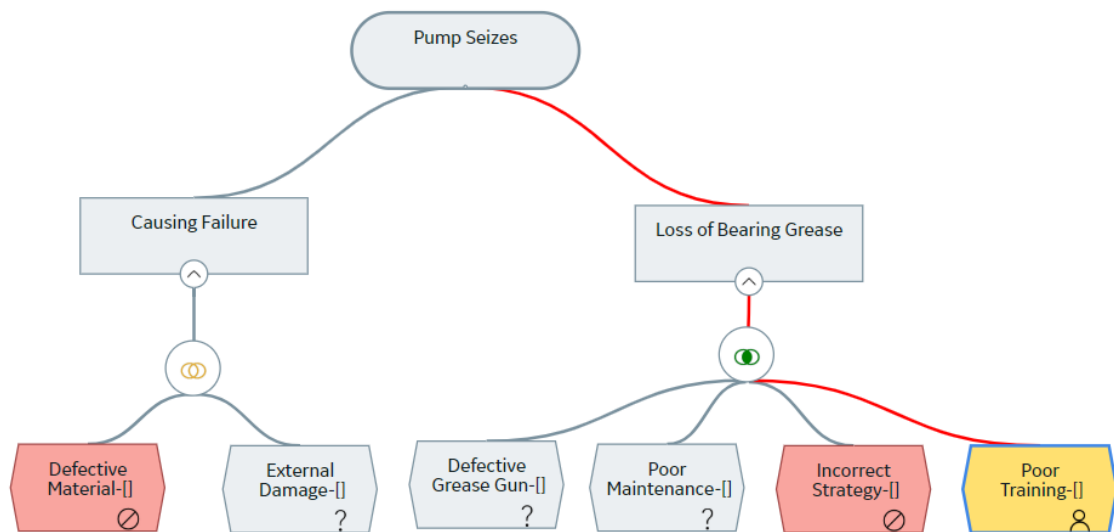 Pump Seizes
Causing Failure
Loss of Bearing Grease
Defective
Material-[]
External
Damage-[]
?
Defective
Grease Gun-[]
?
Poor
Maintenance-[]
?
Incorrect
Strategy-[]
Poor
Training-[]